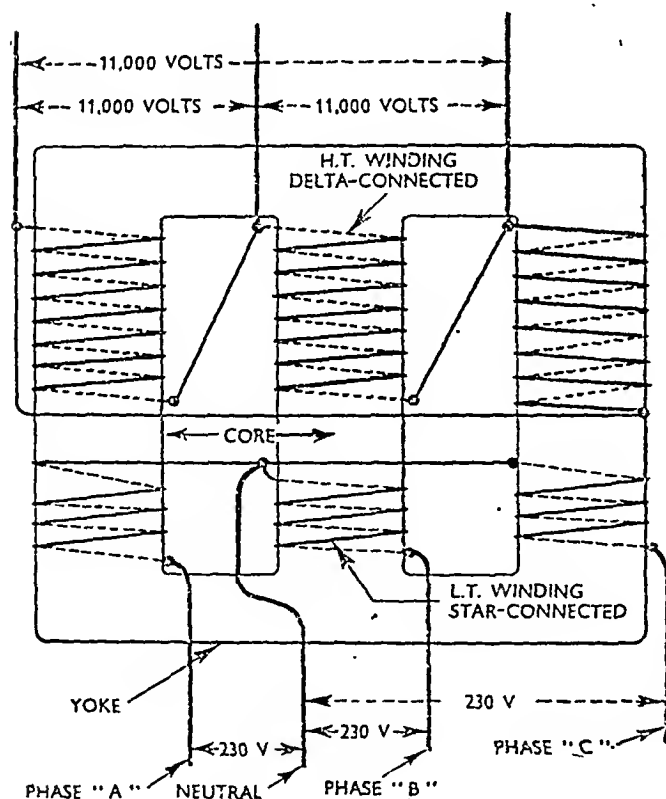 11,000 VOLTS
11,000 VOLTS
11,000 VOLTS
H.T. WINDING
DELTA-CONNECTED
CORE
L.T. WINDING
STAR-CONNECTED
YOKE
230 V
230 V
230 V
PHASE "A"
NEUTRAL
PHASE "B"
PHASE "C"